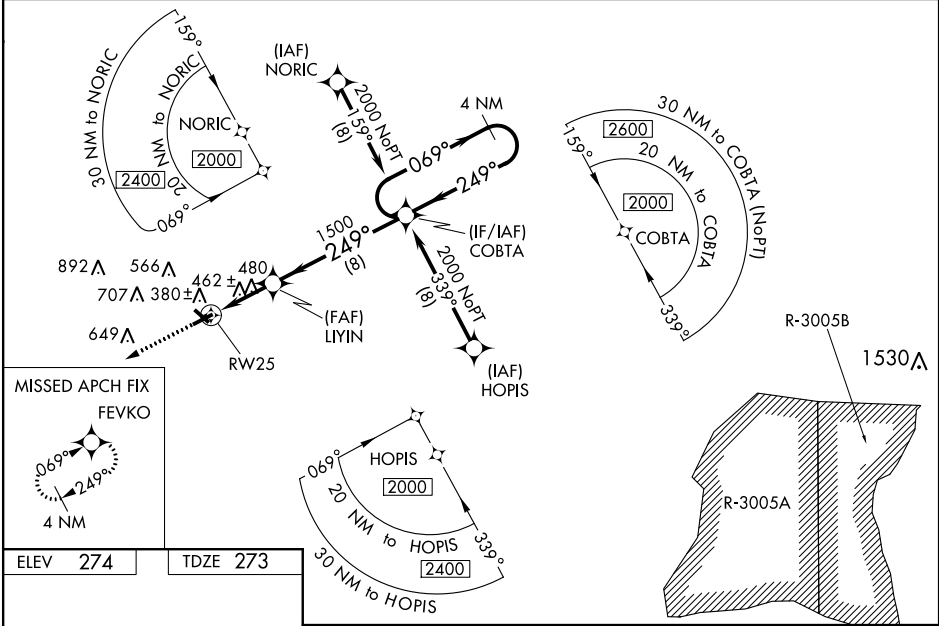 159°
30 NM to NORIC
20 NM to NORIC
NORIC
2000
2400
069°
(IAF)
NORIC
2000 NoPT
159°
(8)
4 NM
069°
249°
(IF/IAF)
COBTA
1500
249°
(8)
2000 NoPT
339°
(8)
(IAF)
HOPIS
30 NM to COBTA (NoPT)
2600
159°
20 NM to COBTA
2000
COBTA
339°
892
566
480
462±
707
380±
649
(FAF)
LIYIN
RW25
R-3005B
1530
R-3005A
MISSED APCH FIX
FEVKO
069°
249°
4 NM
HOPIS
069°
2000
20 NM to HOPIS
339°
2400
30 NM to HOPIS
ELEV 274
TDZE 273